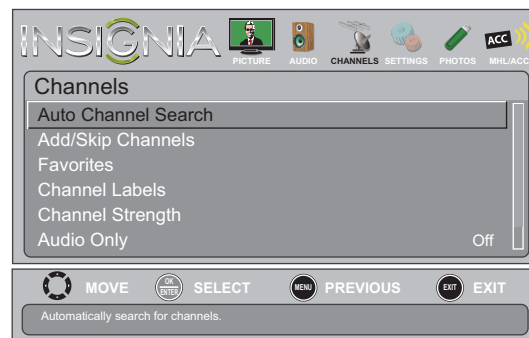 INSIGNIA
PICTURE AUDIO CHANNELS SETTINGS PHOTOS MHL/ACC
ACC
Channels
Auto Channel Search
Add/Skip Channels
Favorites
Channel Labels
Channel Strength
Audio Only Off
MOVE OK ENTER SELECT MENU PREVIOUS EXIT EXIT
Automatically search for channels.